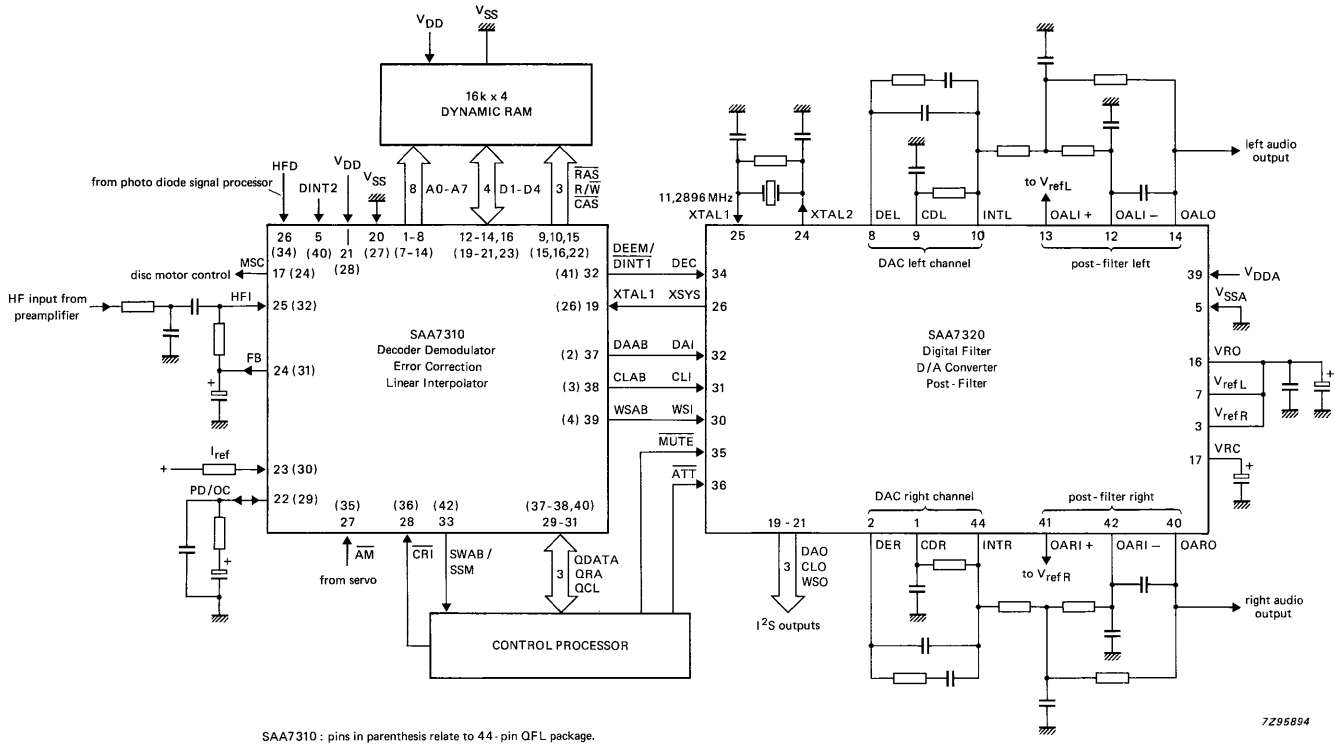 VDD
VSS
16k x 4
DYNAMIC RAM
HFD
from photo diode signal processor
DINT2
VDD
VSS
8
A0-A7
4
D1-D4
3
RAS
R/W
CAS
26
(34)
5
(40)
21
(28)
20
(27)
1-8
(7-14)
12-14,16
(19-21,23)
9,10,15
(15,16,22)
MSC
disc motor control
17 (24)
HF input from
preamplifier
HFI
25 (32)
FB
24 (31)
Iref
+
23 (30)
PD/OC
22 (29)
+
+
SAA7310
Decoder Demodulator
Error Correction
Linear Interpolator
(41) 32
(26) 19
(2) 37
(3) 38
(4) 39
DEEM/
DINT1
DEC
XTAL1
XSYS
DAAB
DAI
CLAB
CLI
WSAB
WSI
MUTE
ATT
(35)
27
(36)
28
(42)
33
(37-38,40)
29-31
AM
from servo
CRI
SWAB/
SSM
3
QDATA
QRA
QCL
CONTROL PROCESSOR
11,2896 MHz
XTAL1
XTAL2
25
24
DEL
CDL
INTL
8
9
10
DAC left channel
to VrefL
OALI +
OALI -
OALO
13
12
14
post-filter left
left audio
output
34
26
32
31
30
35
36
SAA7320
Digital Filter
D/A Converter
Post - Filter
39
VDDA
5
VSSA
16
VRO
7
VrefL
3
VrefR
17
VRC
+
+
19 - 21
3
DAO
CLO
WSO
I2S outputs
DAC right channel
2
1
44
DER
CDR
INTR
post-filter right
41
42
40
OARI +
OARI -
OARO
to VrefR
right audio
output
7Z95894
SAA7310 : pins in parenthesis relate to 44-pin QFL package.